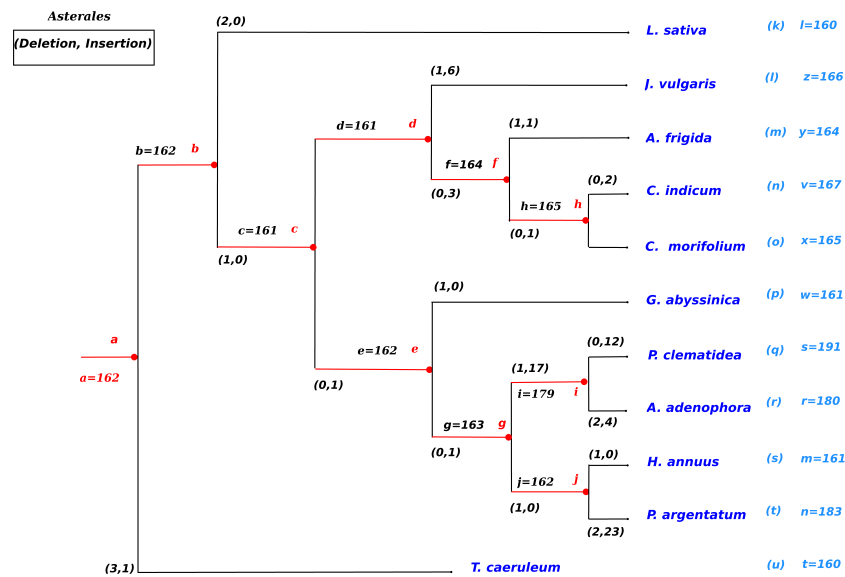 Asterales
(Deletion, Insertion)
(2,0)
L. sativa (k) l=160
(1,6)
J. vulgaris (l) z=166
d=161 d
(1,1)
A. frigida (m) y=164
b=162 b
f=164 f
(0,3)
(0,2)
C. indicum (n) v=167
h=165 h
(0,1)
c=161 c
(1,0)
C. morifolium (o) x=165
(1,0)
G. abyssinica (p) w=161
a
a=162
e=162 e
(0,1)
(0,12)
P. clematidea (q) s=191
(1,17)
i=179 i
A. adenophora (r) r=180
(2,4)
g=163 g
(0,1)
(1,0)
H. annuus (s) m=161
j=162 j
(1,0)
P. argentatum (t) n=183
(2,23)
(3,1)
T. caeruleum (u) t=160